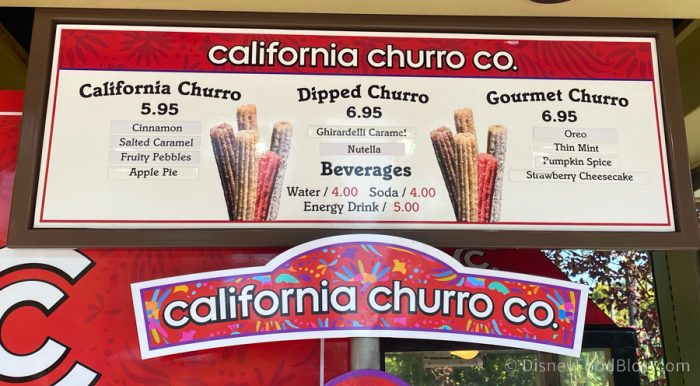 california churro co.
California Churro
5.95
Cinnamon
Salted Caramel
Fruity Pebbles
Apple Pie
Dipped Churro
6.95
Ghirardelli Caramel
Nutella
Beverages
Water / 4.00 Soda / 4.00
Energy Drink / 5.00
Gourmet Churro
6.95
Oreo
Thin Mint
Pumpkin Spice
Strawberry Cheesecake
california churro co.
C
© DisneyFoodBlog.com